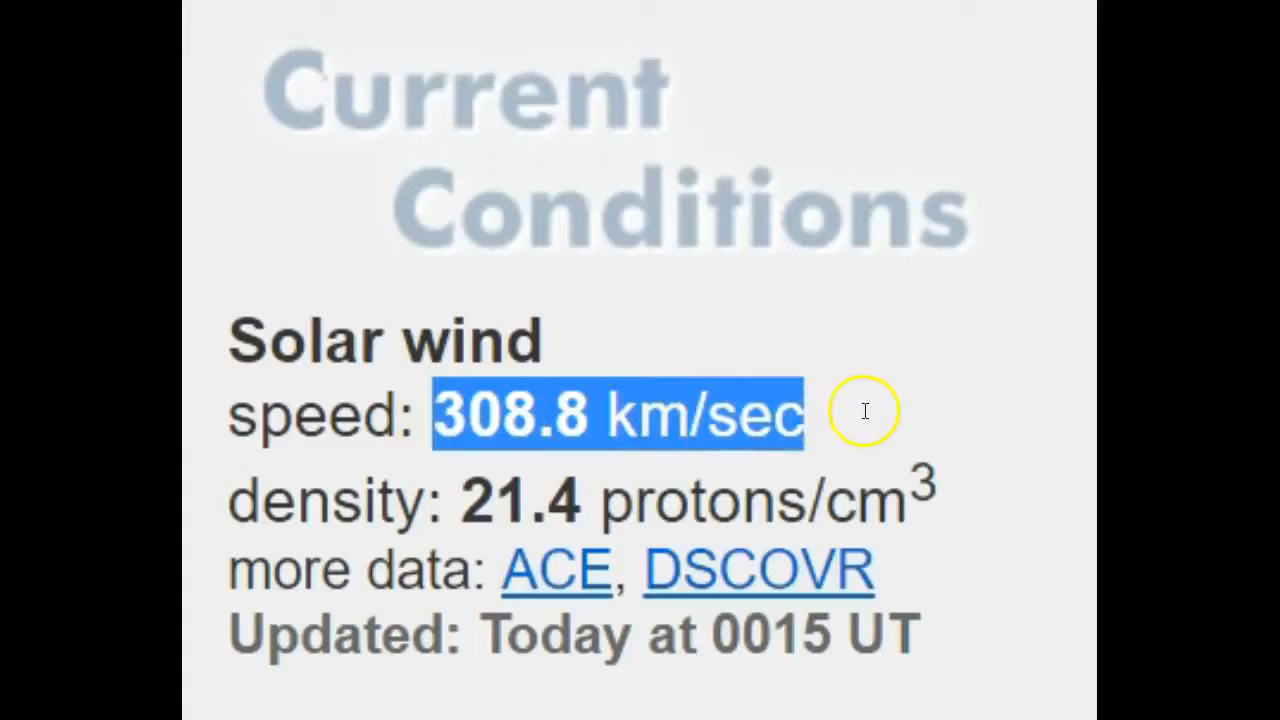 Current
Conditions
Solar wind
speed: 308.8 km/sec
density: 21.4 protons/cm³
more data: ACE, DSCOVR
Updated: Today at 0015 UT